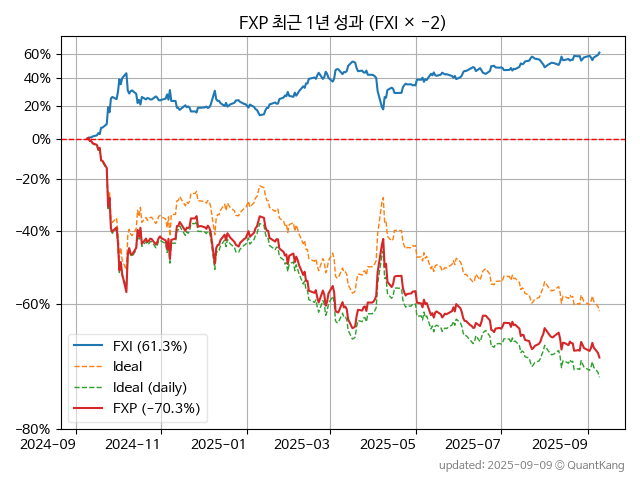 FXP 최근 1년 성과 (FXI × −2)
60%
40%
20%
0%
−20%
−40%
−60%
−80%
FXI (61.3%)
Ideal
Ideal (daily)
FXP (−70.3%)
2024-09 2024-11 2025-01 2025-03 2025-05 2025-07 2025-09
updated: 2025-09-09 © QuantKang